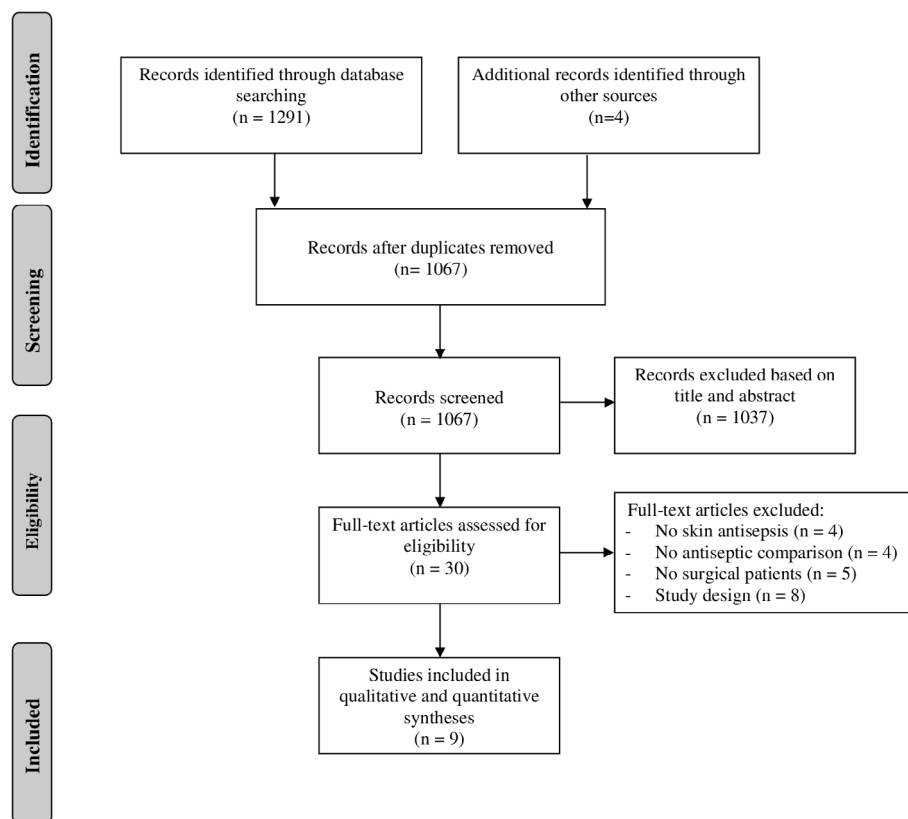 Identification
Records identified through database
searching
(n = 1291)
Additional records identified through
other sources
(n=4)
Screening
Records after duplicates removed
(n= 1067)
Records screened
(n = 1067)
Records excluded based on
title and abstract
(n = 1037)
Eligibility
Full-text articles assessed for
eligibility
(n = 30)
Full-text articles excluded:
- No skin antisepsis (n = 4)
- No antiseptic comparison (n = 4)
- No surgical patients (n = 5)
- Study design (n = 8)
Included
Studies included in
qualitative and quantitative
syntheses
(n = 9)